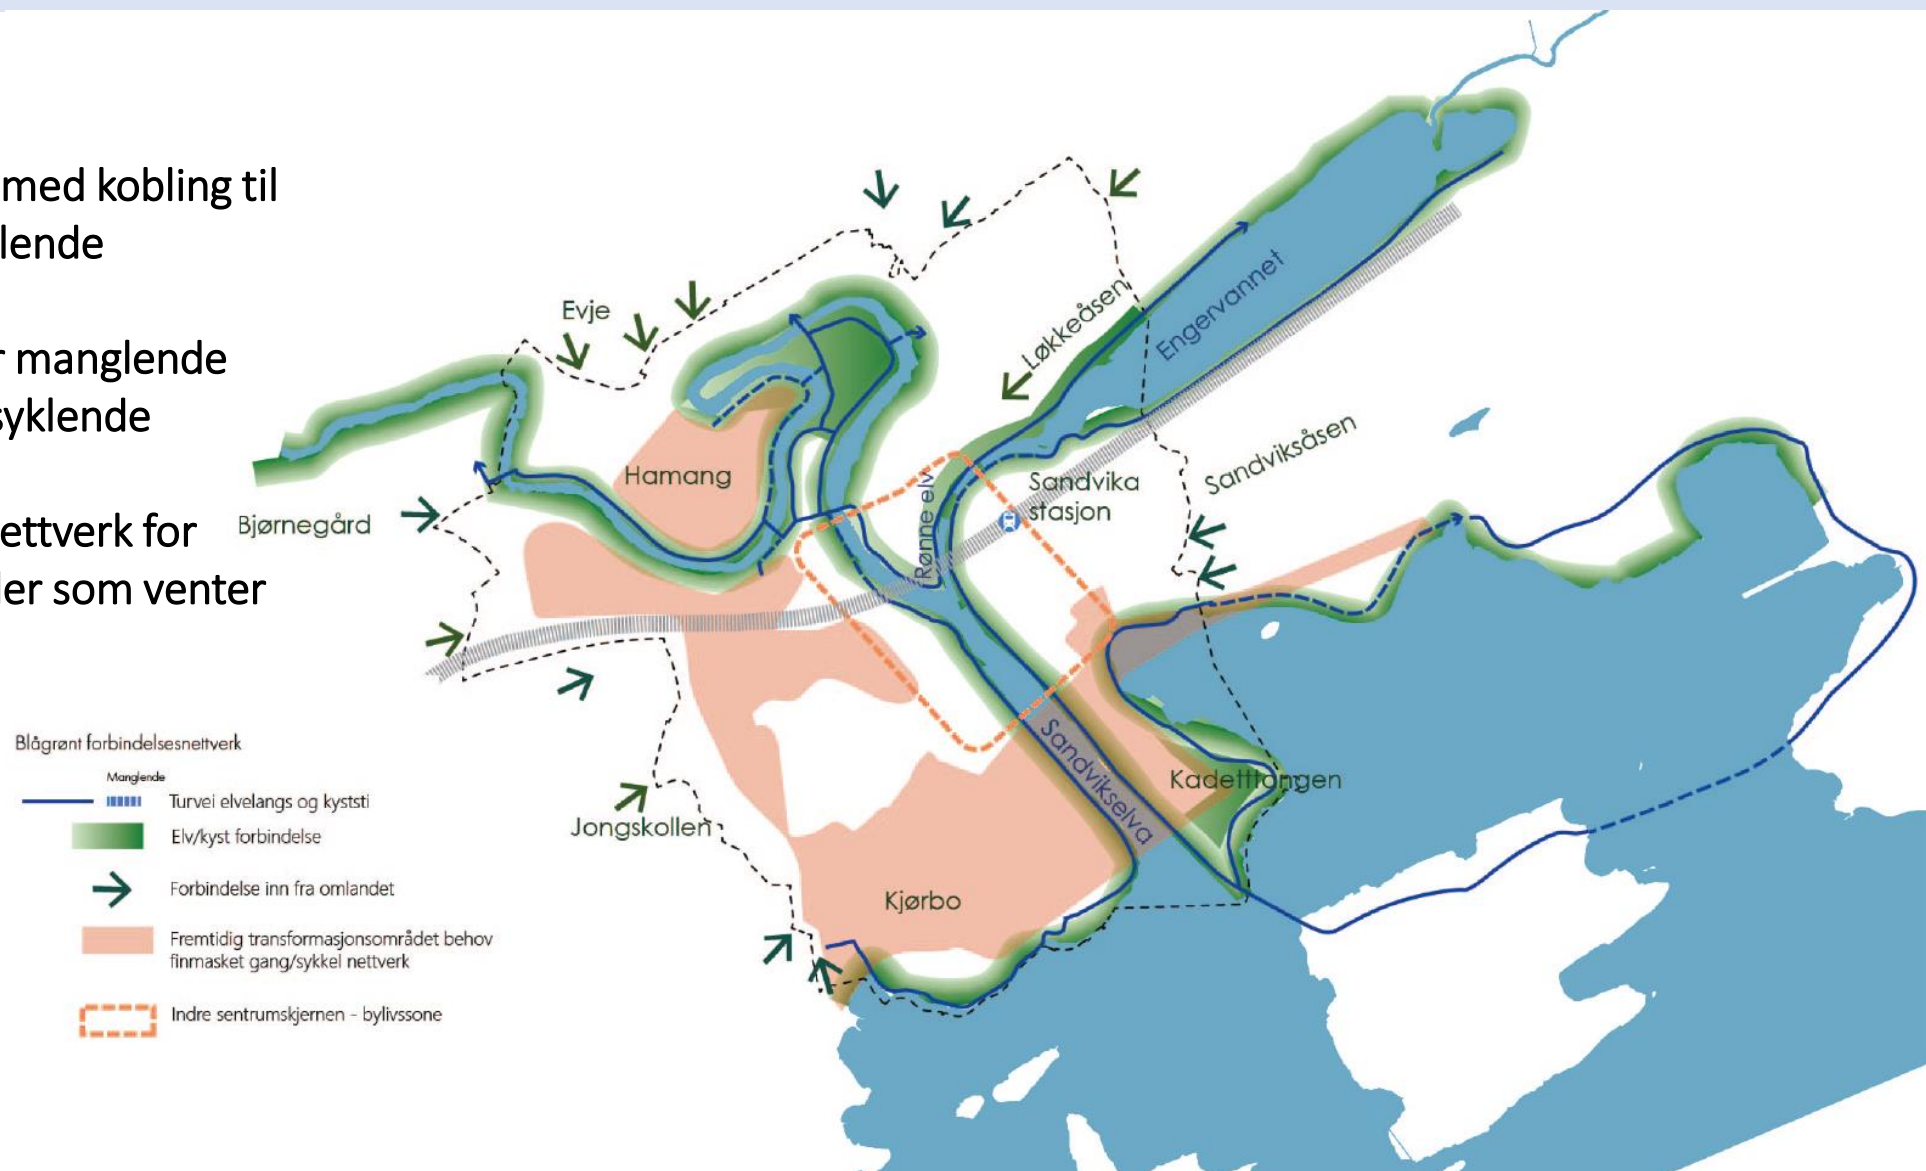 med kobling til
lende
r manglende
syklende
ettverk for
ler som venter
Evje
Løkkeåsen
Engervannet
Hamang
Bjørnegård
Rønne elv
Sandvika
stasjon
Sandviksåsen
Sandvikselva
Kadetttangen
Jongskollen
Kjørbo
Blågrønt forbindelsesnettverk
Manglende
Turvei elvelangs og kyststi
Elv/kyst forbindelse
Forbindelse inn fra omlandet
Fremtidig transformasjonsområdet behov
finmasket gang/sykkel nettverk
Indre sentrumskjernen - bylivssone